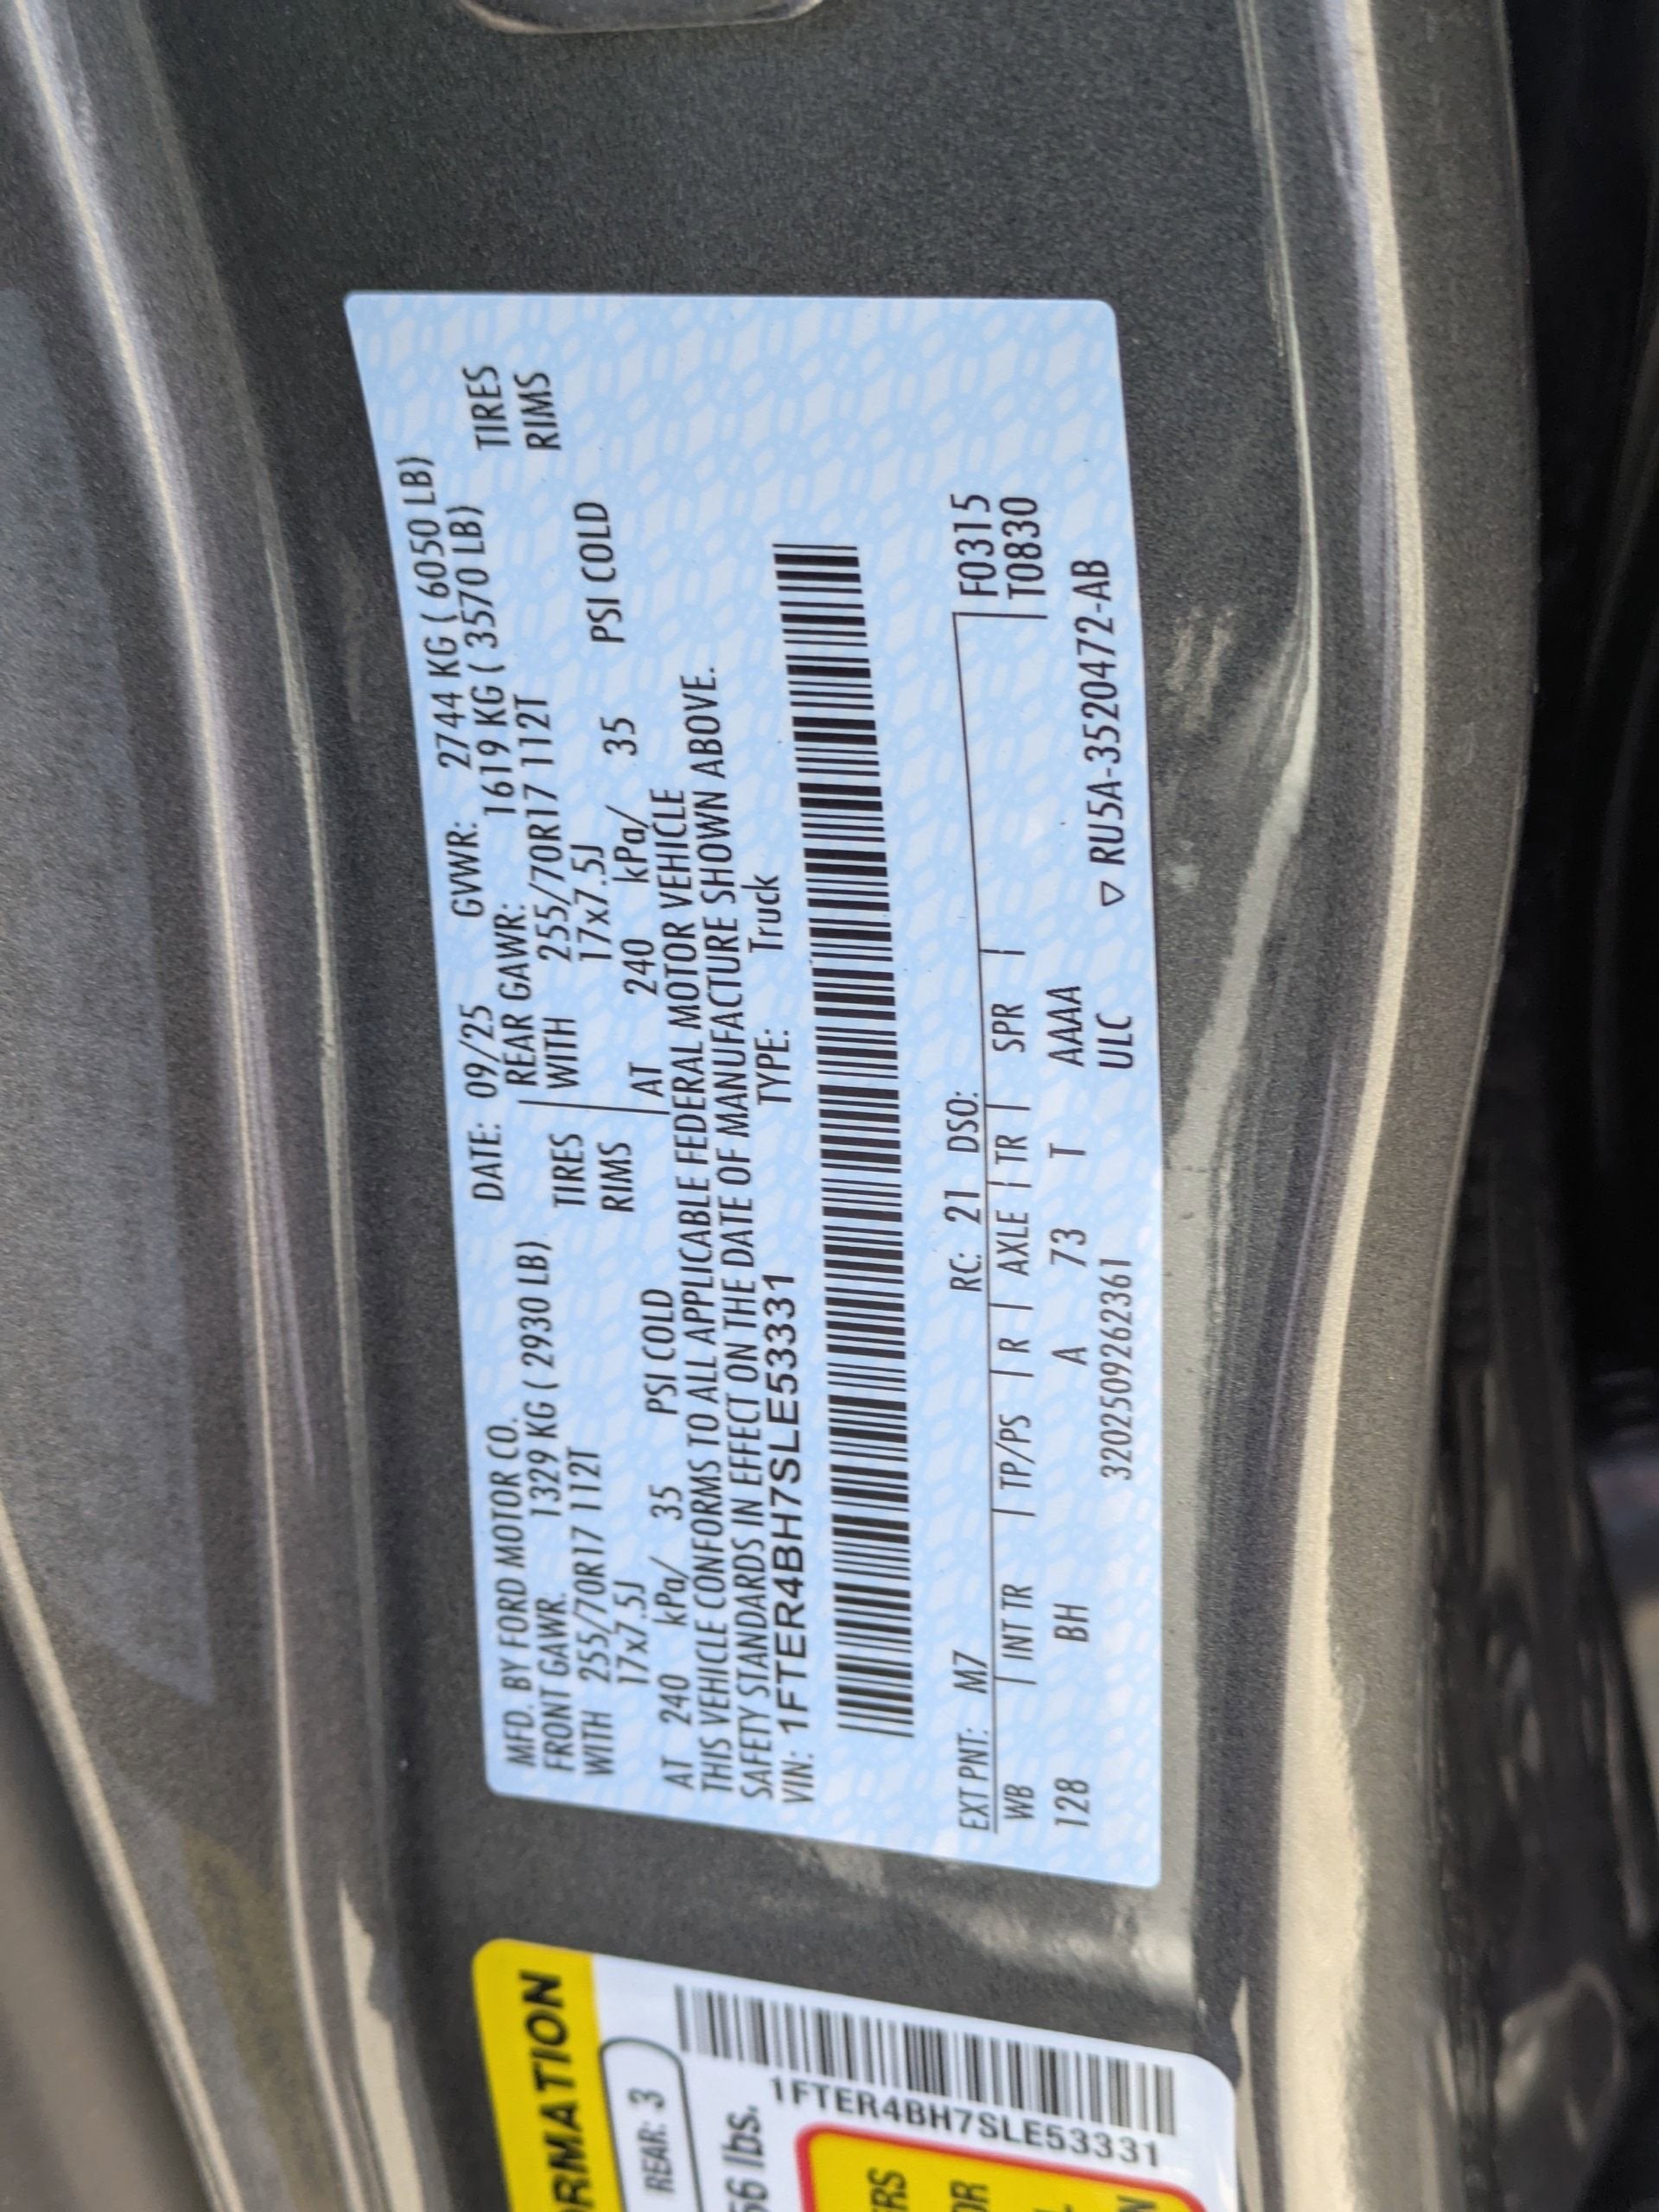 MFD. BY FORD MOTOR CO. DATE: 09/25 GVWR: 2744 KG ( 6050 LB)
FRONT GAWR: 1329 KG ( 2930 LB) REAR GAWR: 1619 KG ( 3570 LB)
WITH 255/70R17 112T TIRES WITH 255/70R17 112T TIRES
17x7.5J RIMS 17x7.5J RIMS
AT 240 kPa/ 35 PSI COLD AT 240 kPa/ 35 PSI COLD
THIS VEHICLE CONFORMS TO ALL APPLICABLE FEDERAL MOTOR VEHICLE
SAFETY STANDARDS IN EFFECT ON THE DATE OF MANUFACTURE SHOWN ABOVE.
VIN: 1FTER4BH7SLE53331 TYPE: Truck
EXT PNT: M7 RC: 21 DSO: F0315
WB INT TR TP/PS R AXLE TR SPR T0830
128 BH A 73 T AAAA
3202509262361 ULC ▽ RU5A-3520472-AB
ORMATION
REAR: 3
56 lbs.
1FTER4BH7SLE53331
RS
OR
L
N